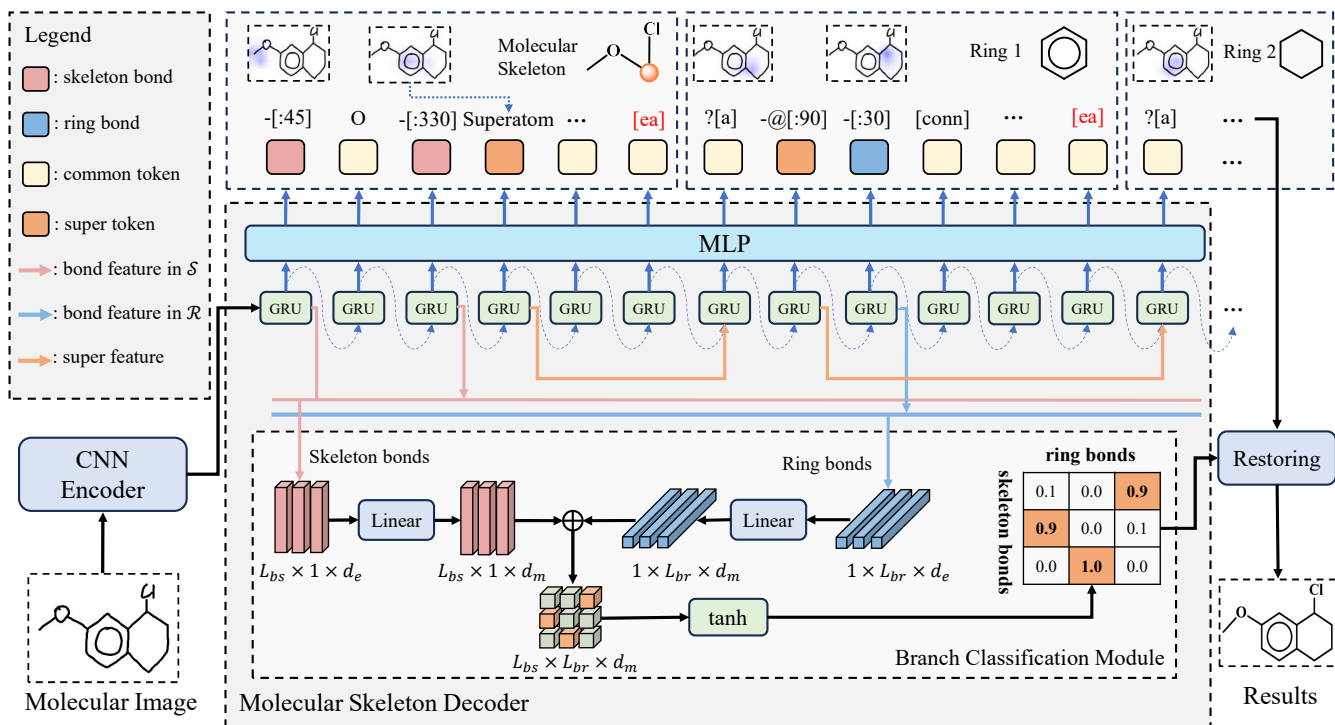 Legend
: skeleton bond
: ring bond
: common token
: super token
: bond feature in 𝒮
: bond feature in ℛ
: super feature
Molecular
Skeleton
O
Cl
-[:45] O -[:330] Superatom ... [ea]
Ring 1
?[a] -@[:90] -[:30] [conn] ... [ea]
Ring 2
?[a] ...
...
MLP
GRU GRU GRU GRU GRU GRU GRU GRU GRU GRU GRU GRU GRU ...
CNN
Encoder
Molecular Image
Skeleton bonds
Ring bonds
Linear
Linear
L_bs × 1 × d_e
L_bs × 1 × d_m
1 × L_br × d_m
1 × L_br × d_e
L_bs × L_br × d_m
tanh
ring bonds
skeleton bonds
0.1 0.0 0.9
0.9 0.0 0.1
0.0 1.0 0.0
Branch Classification Module
Molecular Skeleton Decoder
Restoring
Cl
O
Results